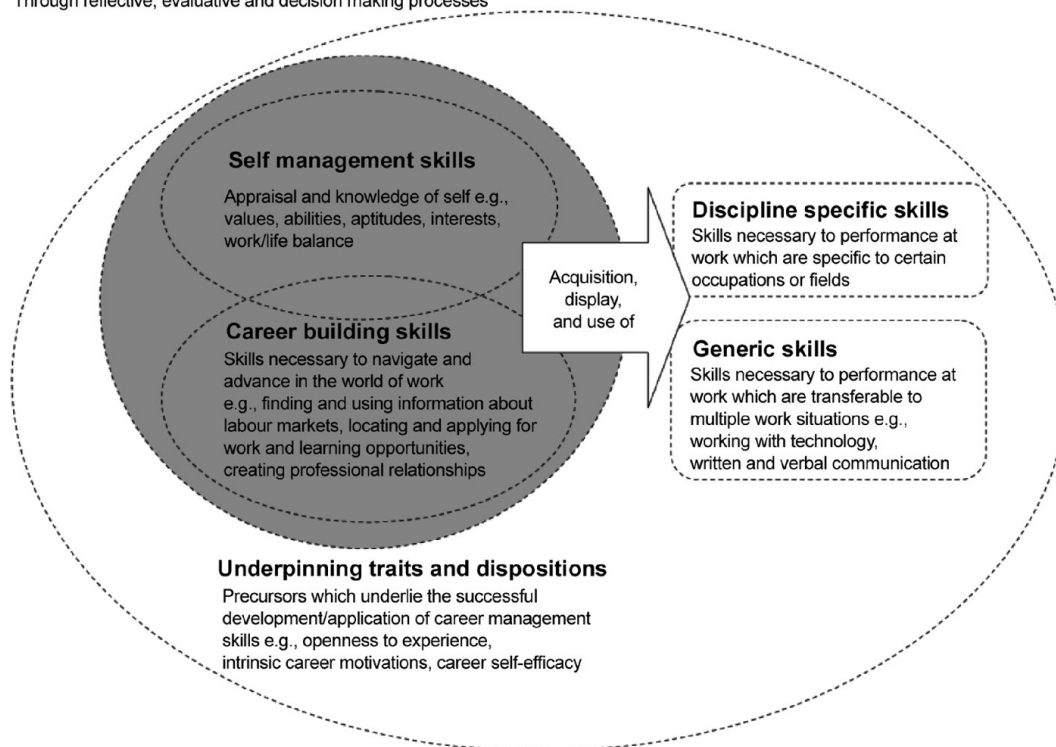 Through reflective, evaluative and decision making processes
Self management skills
Appraisal and knowledge of self e.g.,
values, abilities, aptitudes, interests,
work/life balance
Career building skills
Skills necessary to navigate and
advance in the world of work
e.g., finding and using information about
labour markets, locating and applying for
work and learning opportunities,
creating professional relationships
Acquisition,
display,
and use of
Discipline specific skills
Skills necessary to performance at
work which are specific to certain
occupations or fields
Generic skills
Skills necessary to performance at
work which are transferable to
multiple work situations e.g.,
working with technology,
written and verbal communication
Underpinning traits and dispositions
Precursors which underlie the successful
development/application of career management
skills e.g., openness to experience,
intrinsic career motivations, career self-efficacy